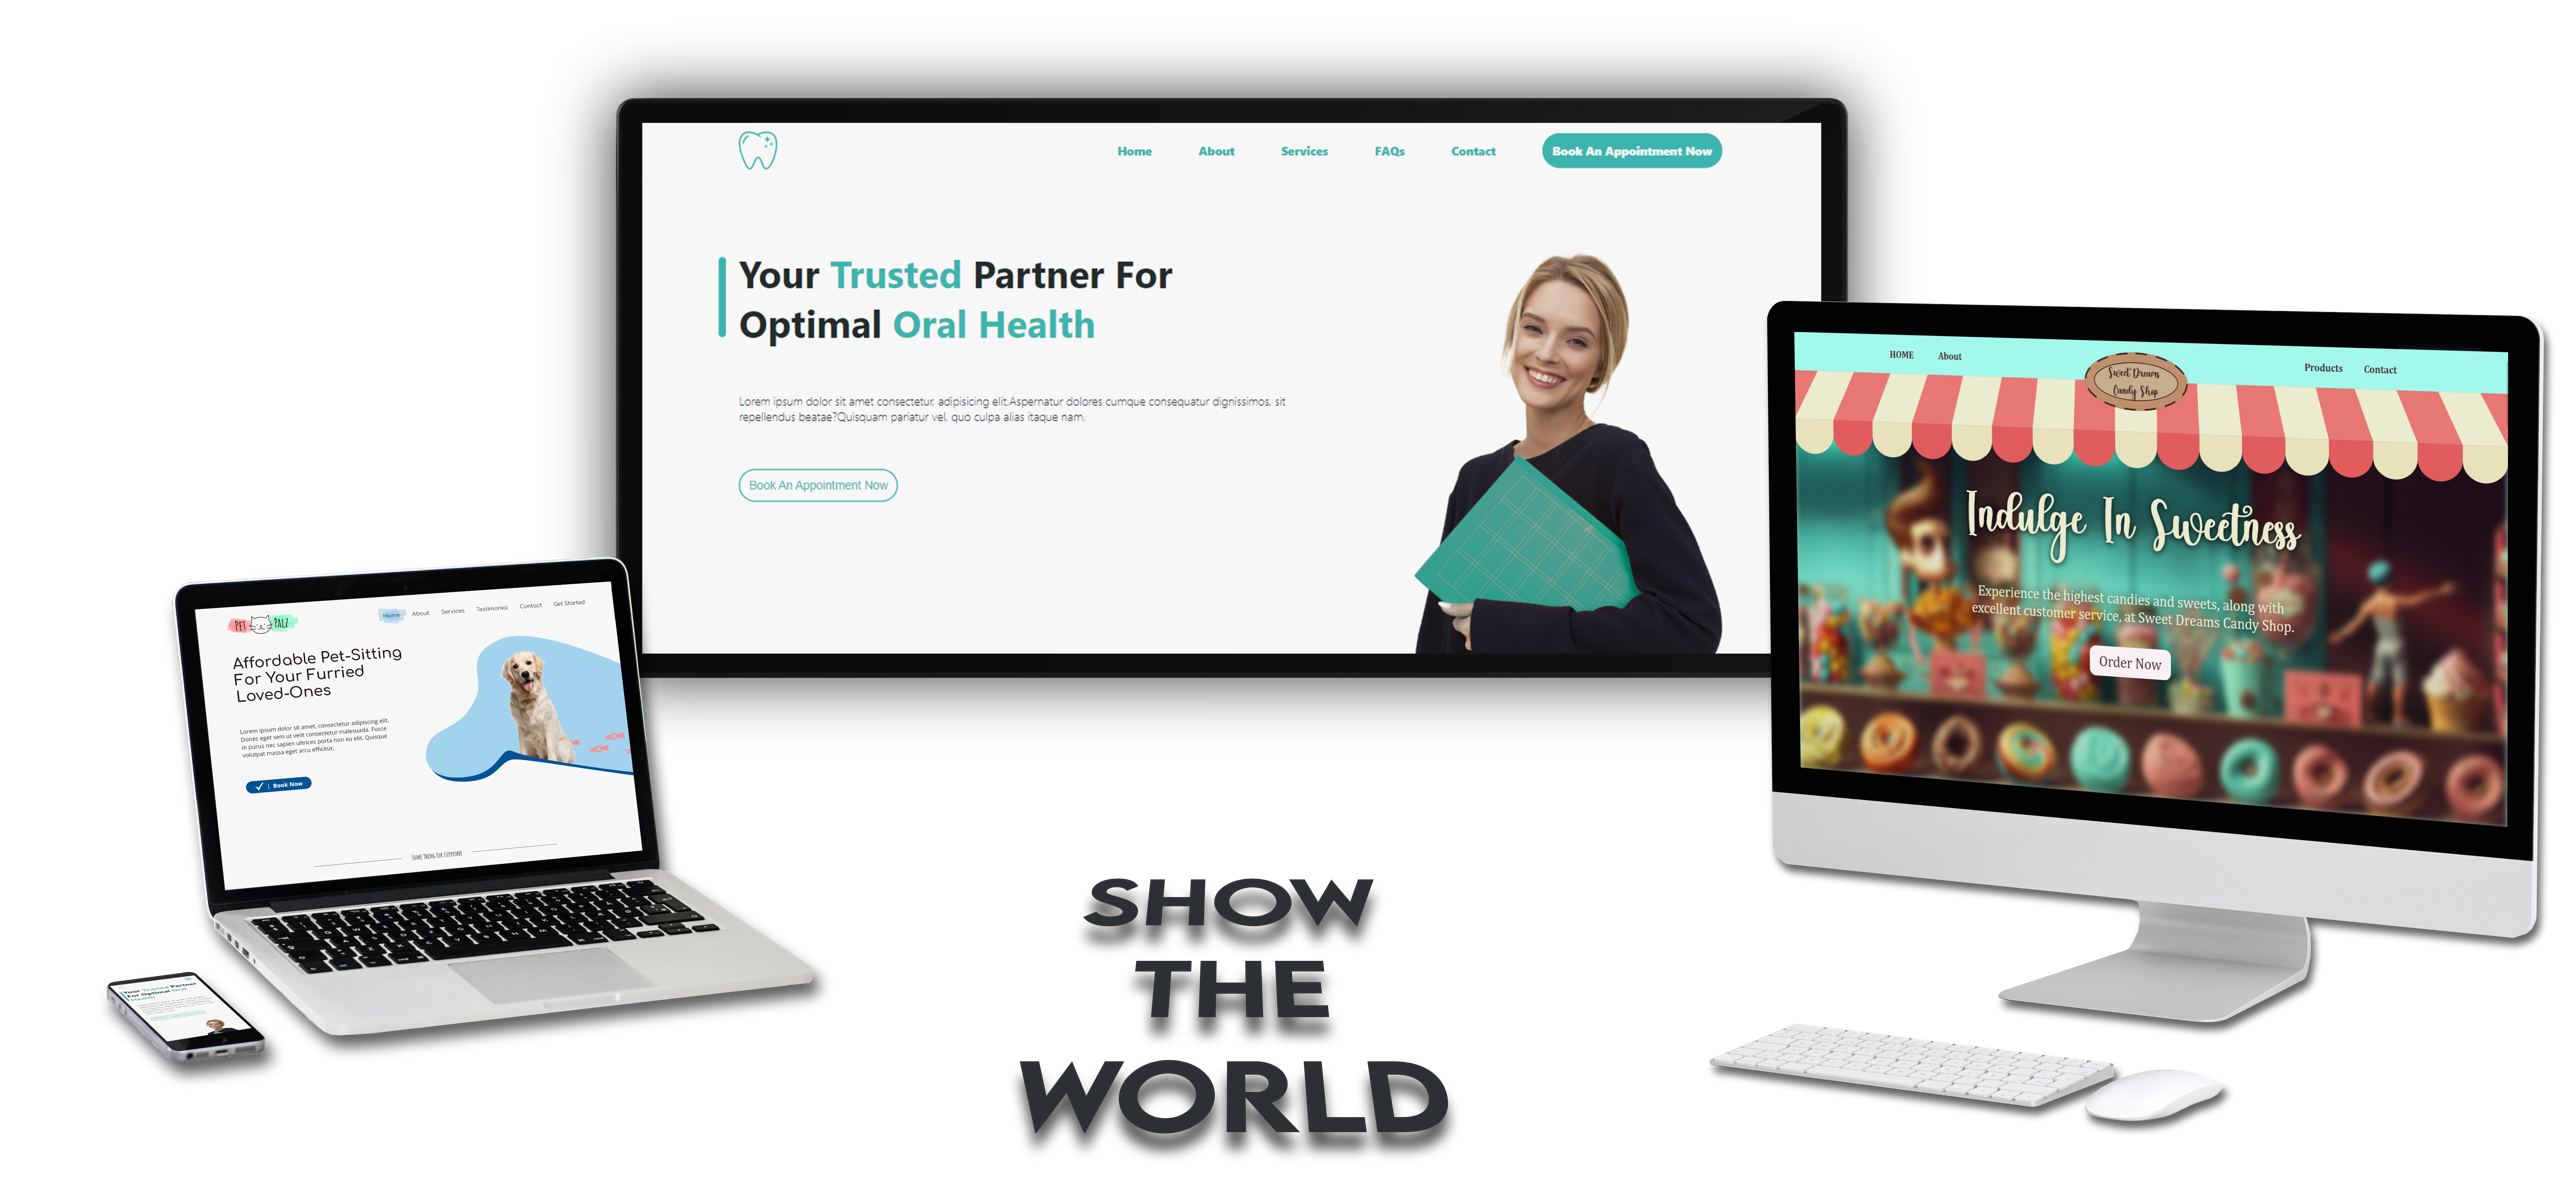 Home About Services FAQs Contact Book An Appointment Now
Your Trusted Partner For
Optimal Oral Health
Lorem ipsum dolor sit amet consectetur, adipisicing elit.Aspernatur dolores cumque consequatur dignissimos, sit
repellendus beatae?Quisquam pariatur vel, quo culpa alias itaque nam.
Book An Appointment Now
PET PALZ
Home About Services Testimonial Contact Get Started
Affordable Pet-Sitting
For Your Furried
Loved-Ones
Lorem ipsum dolor sit amet, consectetur adipiscing elit.
Donec eget sem ut velit consectetur malesuada. Fusce
in purus nec sapien ultrices porta non eu elit. Quisque
volutpat massa eget arcu efficitur.
| Book Now
Some Thing For Everyone
HOME About
Sweet Dreams
Candy Shop
Products Contact
Indulge In Sweetness
Experience the highest candies and sweets, along with
excellent customer service, at Sweet Dreams Candy Shop.
Order Now
Your Trusted Partner
For Optimal Oral
Health
SHOW
THE
WORLD